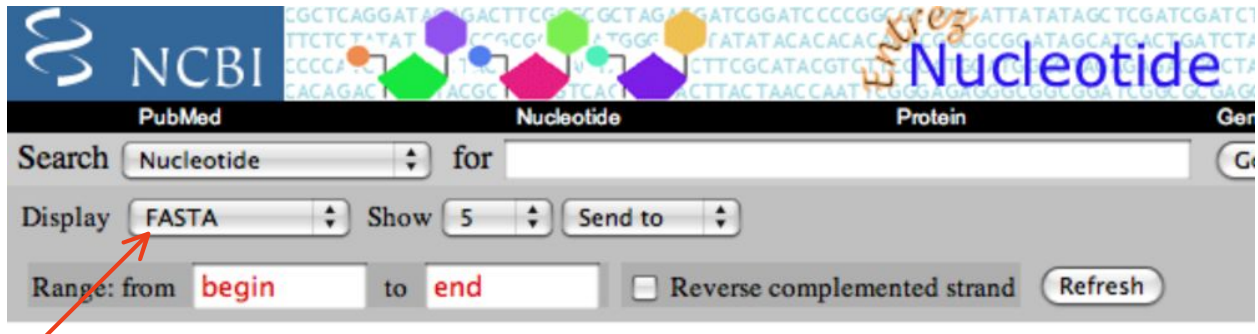 NCBI
Entrez
Nucleotide
PubMed Nucleotide Protein
Search Nucleotide for
Display FASTA Show 5 Send to
Range: from begin to end Reverse complemented strand Refresh